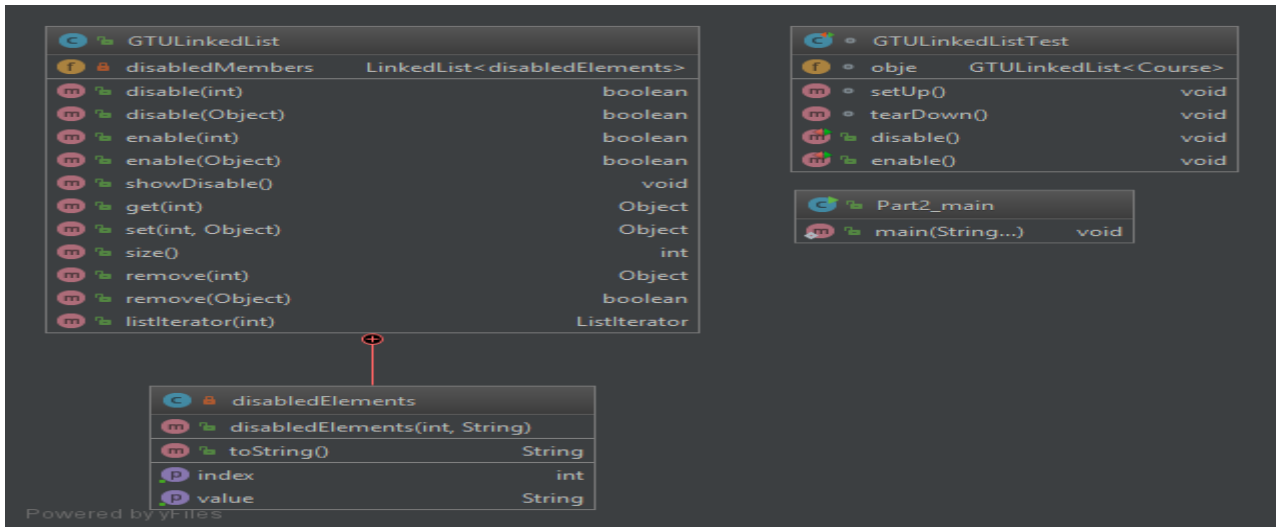 GTULinkedList
disabledMembers LinkedList<disabledElements>
disable(int) boolean
disable(Object) boolean
enable(int) boolean
enable(Object) boolean
showDisable() void
get(int) Object
set(int, Object) Object
size() int
remove(int) Object
remove(Object) boolean
listIterator(int) ListIterator
disabledElements
disabledElements(int, String)
toString() String
index int
value String
GTULinkedListTest
obje GTULinkedList<Course>
setUp() void
tearDown() void
disable() void
enable() void
Part2_main
main(String...) void
Powered by yFiles